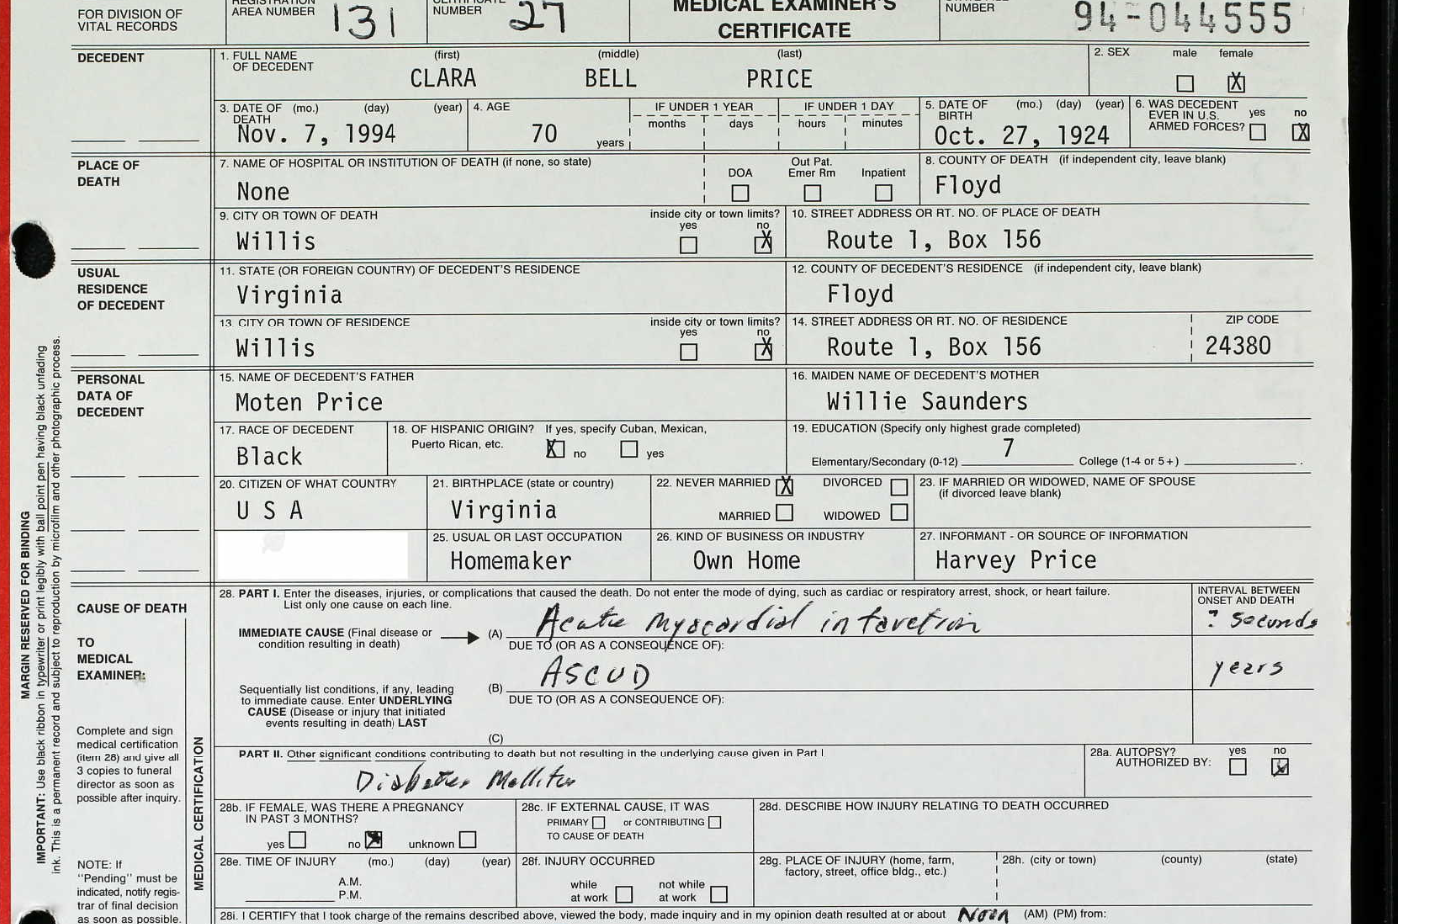 REGISTRATION AREA NUMBER 131 CERTIFICATE NUMBER 27 MEDICAL EXAMINER'S CERTIFICATE NUMBER 94-044555
FOR DIVISION OF VITAL RECORDS
DECEDENT
1. FULL NAME OF DECEDENT (first) (middle) (last)
CLARA BELL PRICE
2. SEX male female X
3. DATE OF DEATH (mo.) (day) (year)
Nov. 7, 1994
4. AGE
70 years
IF UNDER 1 YEAR months days
IF UNDER 1 DAY hours minutes
5. DATE OF BIRTH (mo.) (day) (year)
Oct. 27, 1924
6. WAS DECEDENT EVER IN U.S. ARMED FORCES? yes no X
PLACE OF DEATH
7. NAME OF HOSPITAL OR INSTITUTION OF DEATH (if none, so state)
None
DOA Out Pat. Emer Rm Inpatient
8. COUNTY OF DEATH (if independent city, leave blank)
Floyd
9. CITY OR TOWN OF DEATH
Willis
inside city or town limits? yes no X
10. STREET ADDRESS OR RT. NO. OF PLACE OF DEATH
Route 1, Box 156
USUAL RESIDENCE OF DECEDENT
11. STATE (OR FOREIGN COUNTRY) OF DECEDENT'S RESIDENCE
Virginia
12. COUNTY OF DECEDENT'S RESIDENCE (if independent city, leave blank)
Floyd
13. CITY OR TOWN OF RESIDENCE
Willis
inside city or town limits? yes no X
14. STREET ADDRESS OR RT. NO. OF RESIDENCE
Route 1, Box 156
ZIP CODE
24380
PERSONAL DATA OF DECEDENT
15. NAME OF DECEDENT'S FATHER
Moten Price
16. MAIDEN NAME OF DECEDENT'S MOTHER
Willie Saunders
17. RACE OF DECEDENT
Black
18. OF HISPANIC ORIGIN? If yes, specify Cuban, Mexican, Puerto Rican, etc. X no yes
19. EDUCATION (Specify only highest grade completed)
Elementary/Secondary (0-12) 7 College (1-4 or 5+)
20. CITIZEN OF WHAT COUNTRY
U S A
21. BIRTHPLACE (state or country)
Virginia
22. NEVER MARRIED X DIVORCED
MARRIED WIDOWED
23. IF MARRIED OR WIDOWED, NAME OF SPOUSE (if divorced leave blank)
25. USUAL OR LAST OCCUPATION
Homemaker
26. KIND OF BUSINESS OR INDUSTRY
Own Home
27. INFORMANT - OR SOURCE OF INFORMATION
Harvey Price
CAUSE OF DEATH
TO MEDICAL EXAMINER:
Complete and sign medical certification (item 28) and give all 3 copies to funeral director as soon as possible after inquiry.
NOTE: If "Pending" must be indicated, notify registrar of final decision as soon as possible.
MEDICAL CERTIFICATION
MARGIN RESERVED FOR BINDING
IMPORTANT: Use black ribbon in typewriter or print legibly with ball point pen having black unfading
ink. This is a permanent record and subject to reproduction by microfilm and other photographic process.
28. PART I. Enter the diseases, injuries, or complications that caused the death. Do not enter the mode of dying, such as cardiac or respiratory arrest, shock, or heart failure.
List only one cause on each line.
INTERVAL BETWEEN ONSET AND DEATH
IMMEDIATE CAUSE (Final disease or condition resulting in death) (A) Acute Myocardial infarction ? Seconds
DUE TO (OR AS A CONSEQUENCE OF):
(B) ASCVD years
DUE TO (OR AS A CONSEQUENCE OF):
Sequentially list conditions, if any, leading to immediate cause. Enter UNDERLYING CAUSE (Disease or injury that initiated events resulting in death) LAST
(C)
PART II. Other significant conditions contributing to death but not resulting in the underlying cause given in Part I
Diabetes Mellitus
28a. AUTOPSY? AUTHORIZED BY: yes no X
28b. IF FEMALE, WAS THERE A PREGNANCY IN PAST 3 MONTHS?
yes no X unknown
28c. IF EXTERNAL CAUSE, IT WAS
PRIMARY or CONTRIBUTING
TO CAUSE OF DEATH
28d. DESCRIBE HOW INJURY RELATING TO DEATH OCCURRED
28e. TIME OF INJURY (mo.) (day) (year)
A.M.
P.M.
28f. INJURY OCCURRED
while at work not while at work
28g. PLACE OF INJURY (home, farm, factory, street, office bldg., etc.)
28h. (city or town) (county) (state)
28i. I CERTIFY that I took charge of the remains described above, viewed the body, made inquiry and in my opinion death resulted at or about Noon (AM) (PM) from: